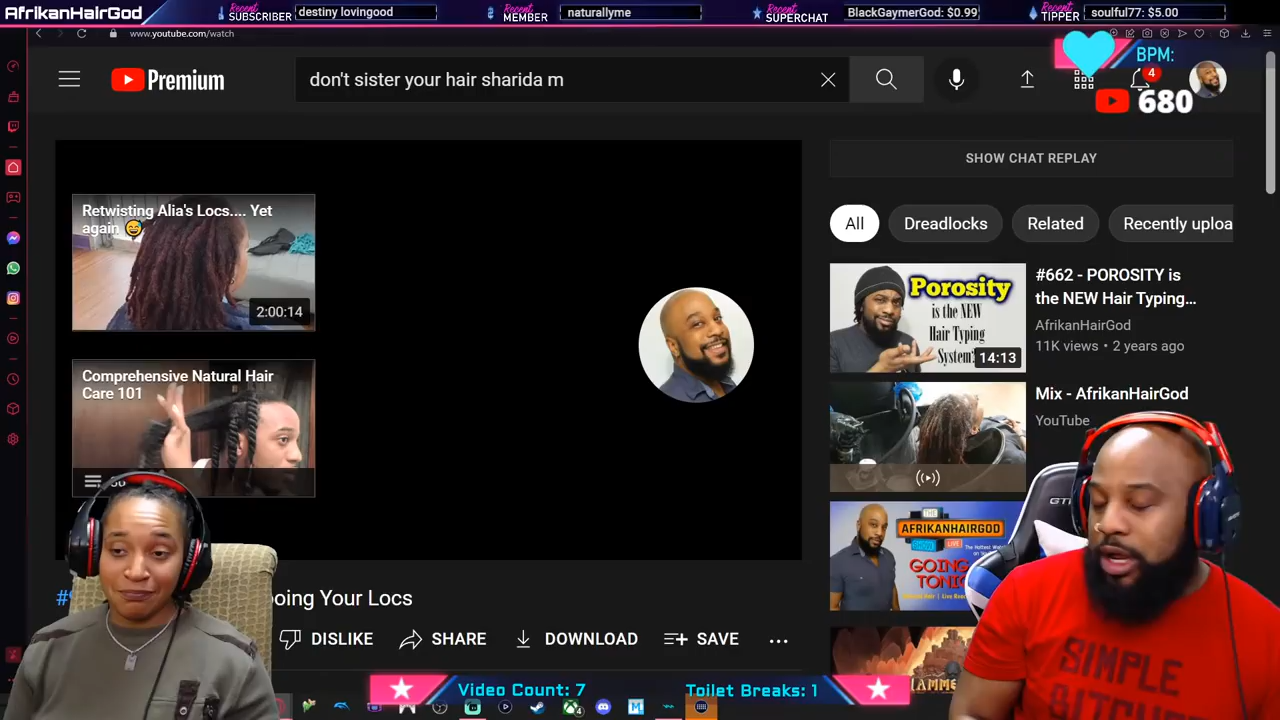 AfrikanHairGod
Recent SUBSCRIBER destiny lovingood
Recent MEMBER naturallyme
Recent SUPERCHAT BlackGaymerGod: $0.99
Recent TIPPER soulful77: $5.00
www.youtube.com/watch
BPM:
Premium
don't sister your hair sharida m
4
680
SHOW CHAT REPLAY
Retwisting Alia's Locs.... Yet
again 😅
2:00:14
All
Dreadlocks
Related
Recently uploa
Porosity
is the NEW
Hair Typing
System?
14:13
#662 - POROSITY is
the NEW Hair Typing...
AfrikanHairGod
11K views • 2 years ago
Comprehensive Natural Hair
Care 101
Mix - AfrikanHairGod
YouTube
THE
AFRIKANHAIRGOD
LIVE
GOING
Your Locs
DISLIKE
SHARE
DOWNLOAD
SAVE
SIMPLE
Video Count: 7
Toilet Breaks: 1